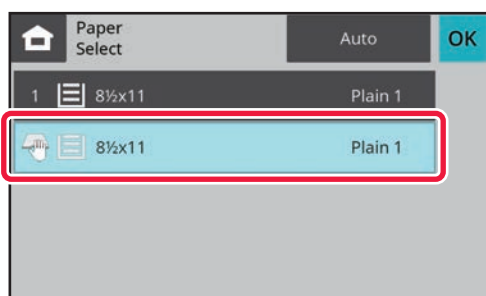 Paper
Select
Auto
OK
1 8½x11 Plain 1
8½x11 Plain 1